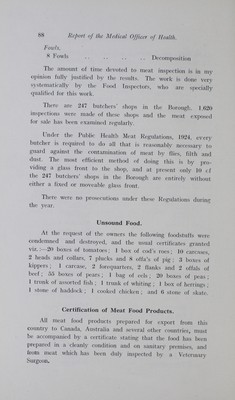 88 Report of the Medical Officer of Health.
Fowls.
8 Fowls .. .. .. .. Decomposition
The amount of time devoted to meat inspection is in my
opinion fully justified by the results. The work is done very
systematically by the Food Inspectors, who are specially
qualified for this work.
There are 247 butchers' shops in the Borough. 1,620
inspections were made of these shops and the meat exposed
for sale has been examined regularly.
Under the Public Health Meat Regulations, 1924, every
butcher is required to do all that is reasonably necessary to
guard against the contamination of meat by flies, filth and
dust. The most efficient method of doing this is by pro-
viding a glass front to the shop, and at present only 10 of
the 247 butchers' shops in the Borough are entirely without
either a fixed or moveable glass front.
There were no prosecutions under these Regulations during
the year.
Unsound Food.
At the request of the owners the following foodstuffs were
condemned and destroyed, and the usual certificates granted
viz.:—20 boxes of tomatoes; 1 box of cod's roes; 10 carcases,
2 heads and collars, 7 plucks and 6 offa's of pig; 3 boxes of
kippers; 1 carcase, 2 forequarters, 2 flanks and 2 offals of
beef; 55 boxes of pears; 1 bag of eels; 20 boxes of peas;
1 trunk of assorted fish; 1 trunk of whiting; 1 box of herrings;
1 stone of haddock; 1 cooked chicken; and 6 stone of skate.
Certification of Meat Food Products.
All meat food products prepared for export from this
country to Canada, Australia and several other countries, must
be accompanied by a certificate stating that the food has been
prepared in a cleanly condition and on sanitary premises, and
from meat which has been duly inspected by a Veterinary
Surgeon.